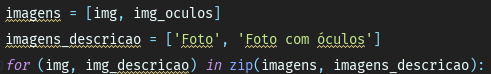 imagens = [img, img_oculos]
imagens_descricao = ['Foto', 'Foto com óculos']
for (img, img_descricao) in zip(imagens, imagens_descricao):